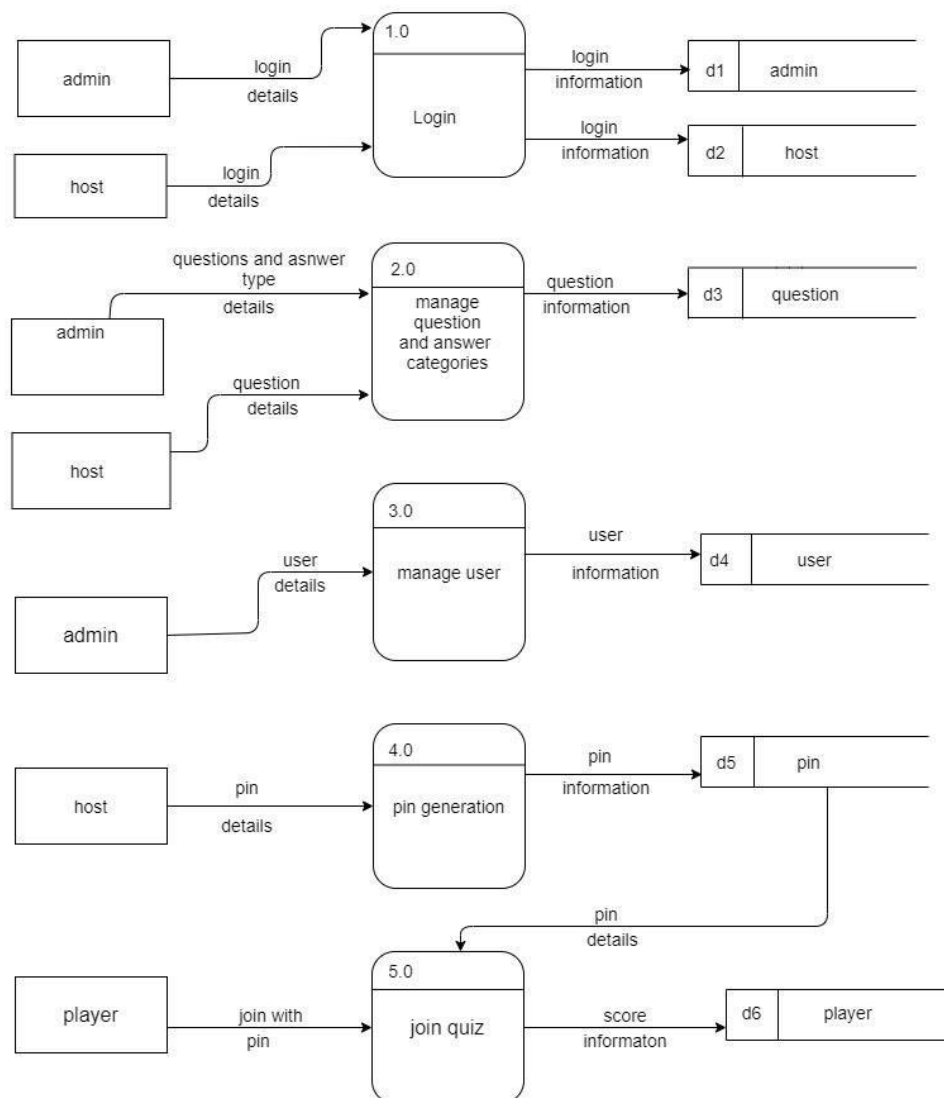 1.0
admin
login
details
Login
login
information
d1
admin
login
information
d2
host
host
login
details
questions and asnwer
type
details
2.0
manage
question
and answer
categories
question
information
d3
question
admin
question
details
host
3.0
manage user
user
details
user
information
d4
user
admin
4.0
pin generation
pin
information
d5
pin
host
pin
details
pin
details
5.0
join quiz
player
join with
pin
score
informaton
d6
player